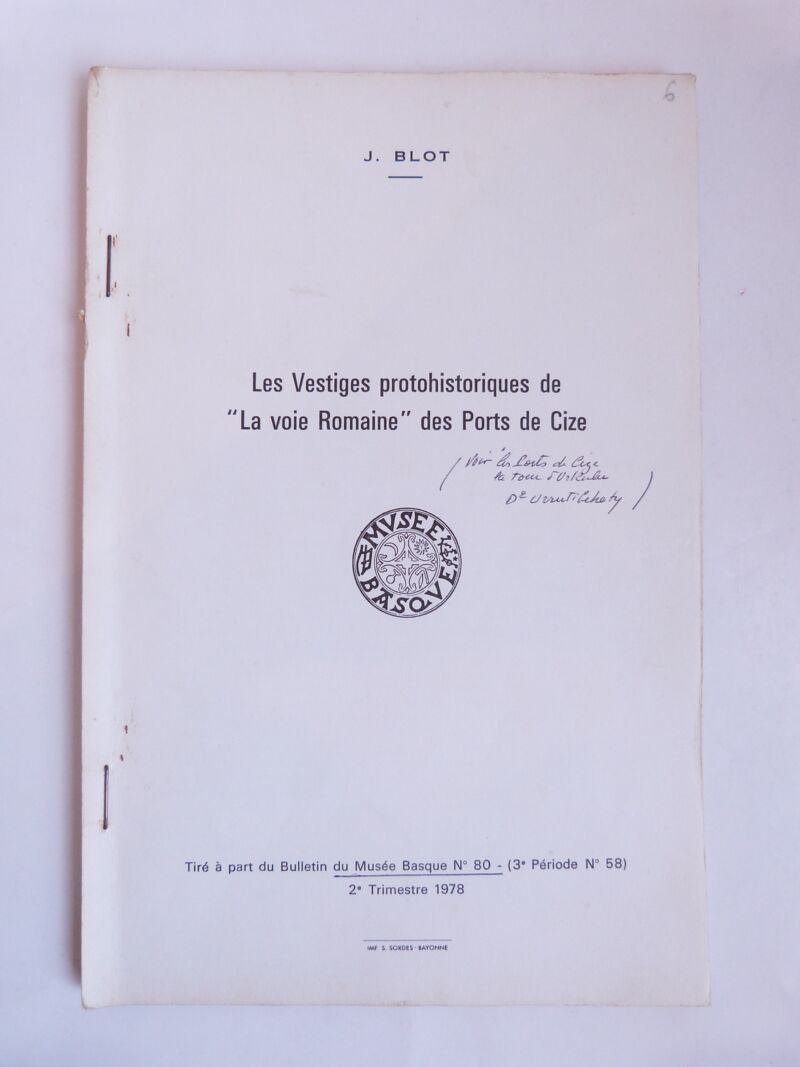 6
J. BLOT
Les Vestiges protohistoriques de
"La voie Romaine" des Ports de Cize
(Voir "les Ports de Cize
la tour d'Urkulu
Dr Urrutibehety)
MVSEE
BASQVE
Tiré à part du Bulletin du Musée Basque N° 80 - (3e Période N° 58)
2e Trimestre 1978
IMP. S. SORDES - BAYONNE